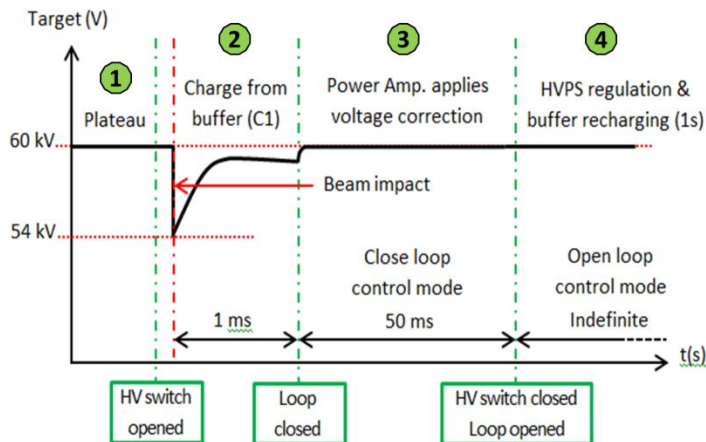 Target (V)
1
2
3
4
Plateau
Charge from
buffer (C1)
Power Amp. applies
voltage correction
HVPS regulation &
buffer recharging (1s)
60 kV
Beam impact
54 kV
Close loop
control mode
Open loop
control mode
1 ms
50 ms
Indefinite
t(s)
HV switch
opened
Loop
closed
HV switch closed
Loop opened